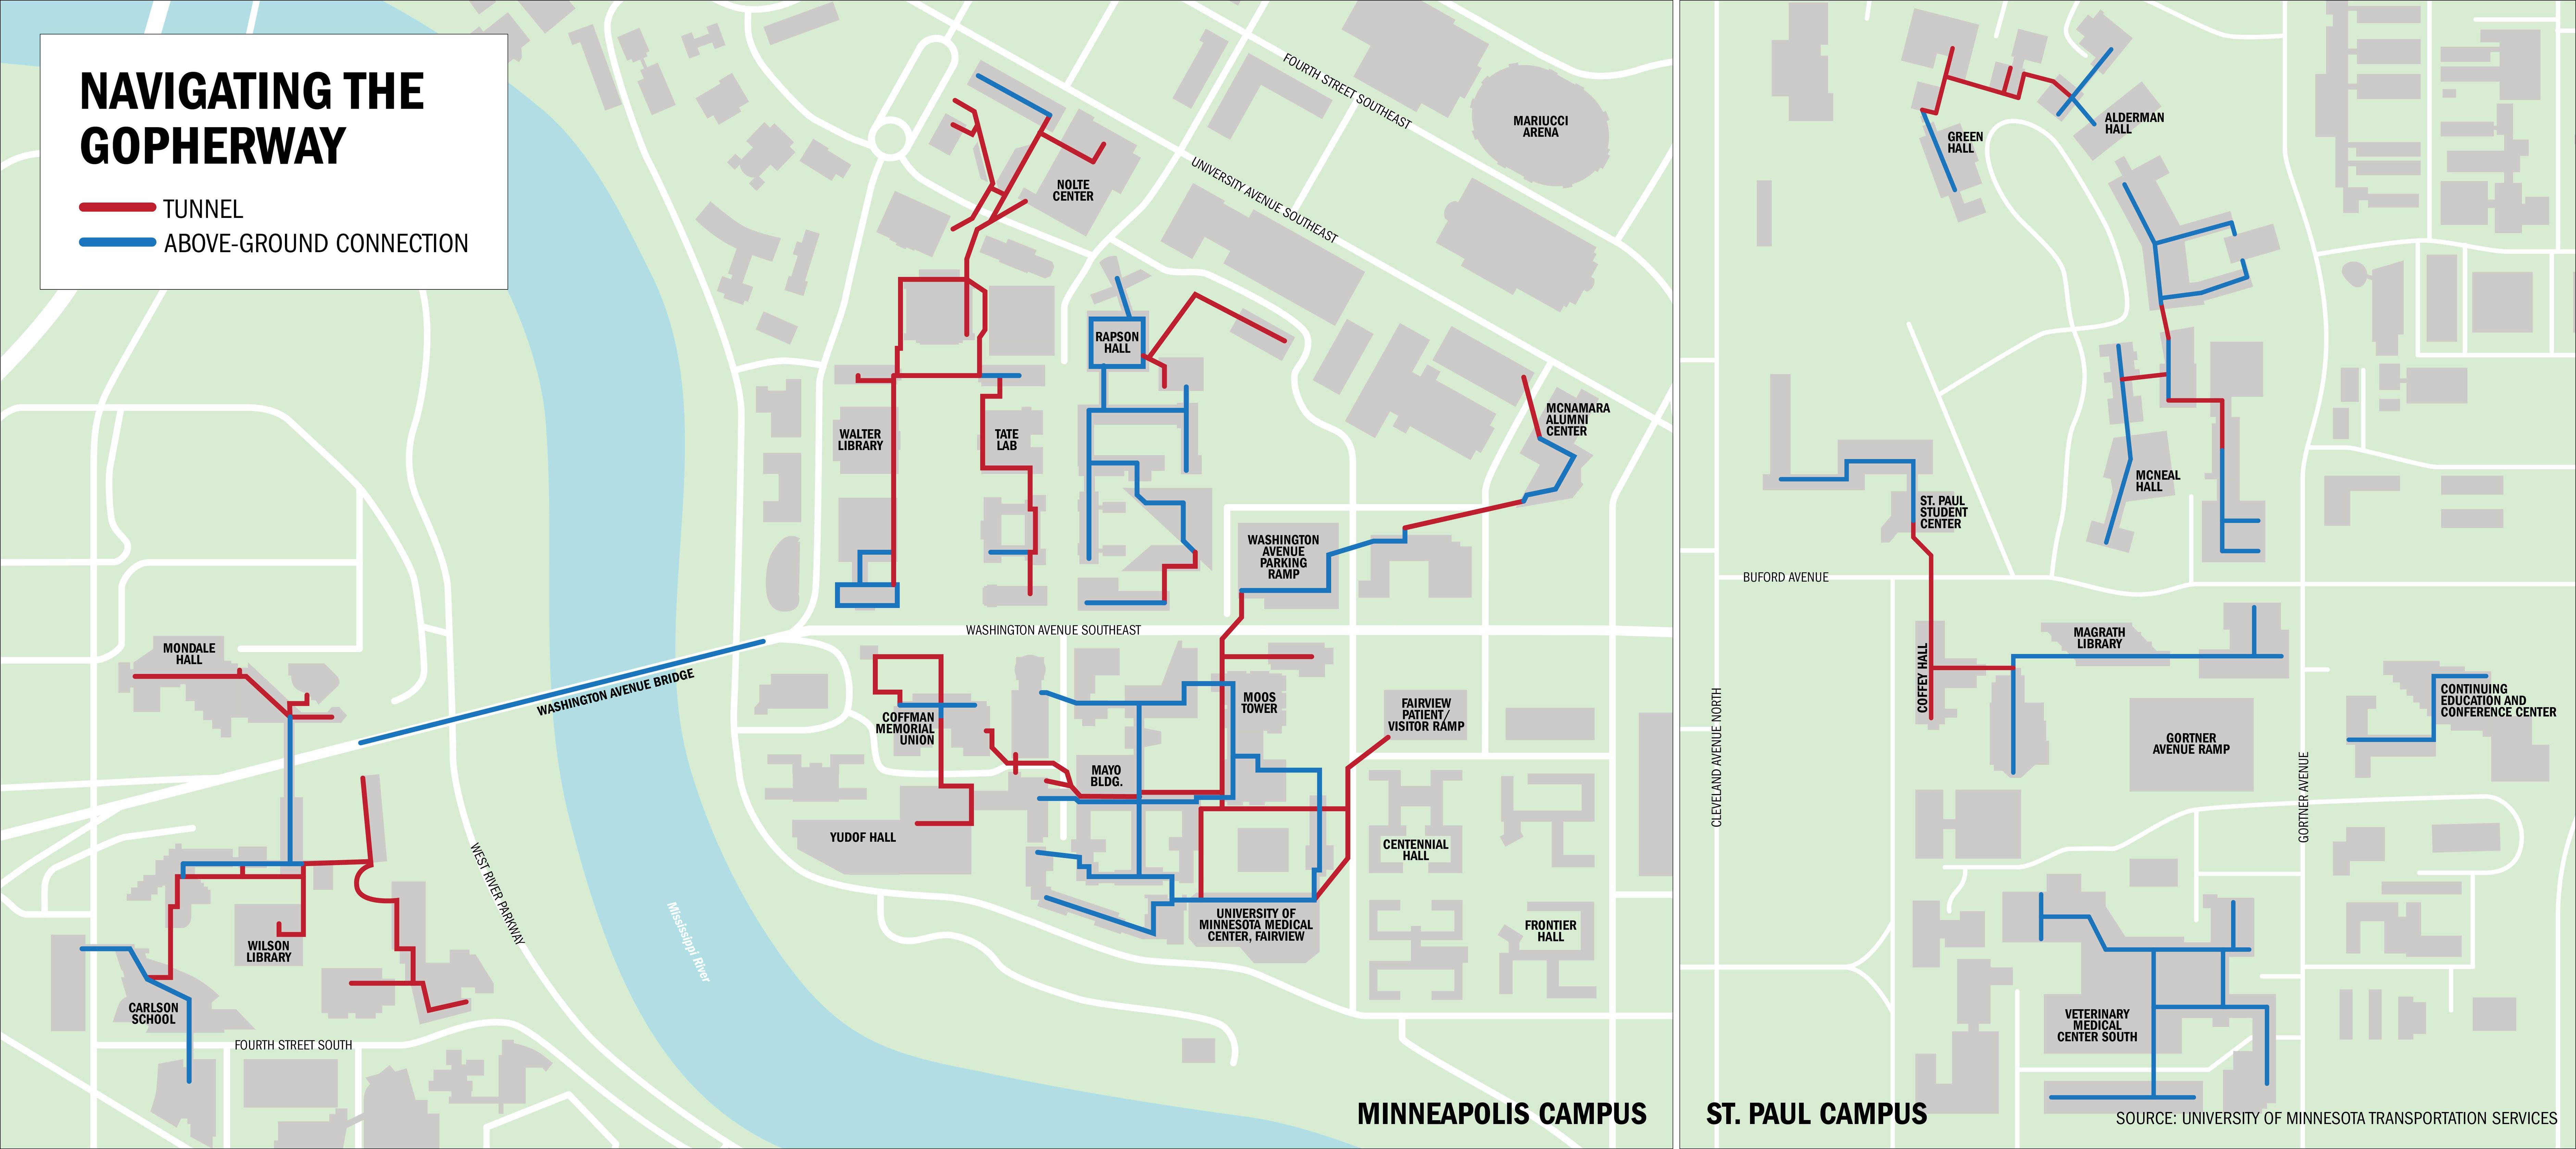 NAVIGATING THE
GOPHERWAY
TUNNEL
ABOVE-GROUND CONNECTION
FOURTH STREET SOUTHEAST
MARIUCCI
ARENA
UNIVERSITY AVENUE SOUTHEAST
NOLTE
CENTER
RAPSON
HALL
MCNAMARA
ALUMNI
CENTER
WALTER
LIBRARY
TATE
LAB
WASHINGTON
AVENUE
PARKING
RAMP
WASHINGTON AVENUE SOUTHEAST
MONDALE
HALL
WASHINGTON AVENUE BRIDGE
COFFMAN
MEMORIAL
UNION
MOOS
TOWER
FAIRVIEW
PATIENT/
VISITOR RAMP
MAYO
BLDG.
YUDOF HALL
CENTENNIAL
HALL
WEST RIVER PARKWAY
Mississippi River
WILSON
LIBRARY
UNIVERSITY OF
MINNESOTA MEDICAL
CENTER, FAIRVIEW
FRONTIER
HALL
CARLSON
SCHOOL
FOURTH STREET SOUTH
MINNEAPOLIS CAMPUS
GREEN
HALL
ALDERMAN
HALL
MCNEAL
HALL
ST. PAUL
STUDENT
CENTER
BUFORD AVENUE
MAGRATH
LIBRARY
COFFEY HALL
CLEVELAND AVENUE NORTH
GORTNER
AVENUE RAMP
GORTNER AVENUE
CONTINUING
EDUCATION AND
CONFERENCE CENTER
VETERINARY
MEDICAL
CENTER SOUTH
ST. PAUL CAMPUS
SOURCE: UNIVERSITY OF MINNESOTA TRANSPORTATION SERVICES